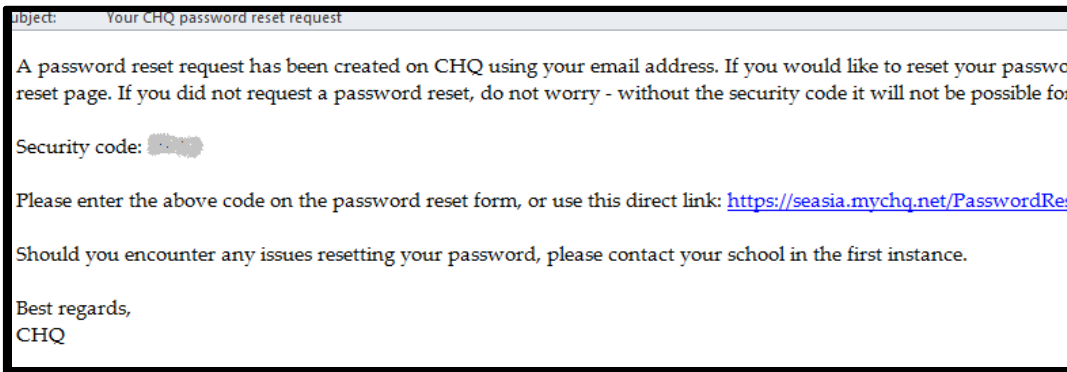 ubject: Your CHQ password reset request
A password reset request has been created on CHQ using your email address. If you would like to reset your passwo
reset page. If you did not request a password reset, do not worry - without the security code it will not be possible for
Security code:
Please enter the above code on the password reset form, or use this direct link: https://seasia.mychq.net/PasswordRes
Should you encounter any issues resetting your password, please contact your school in the first instance.
Best regards,
CHQ